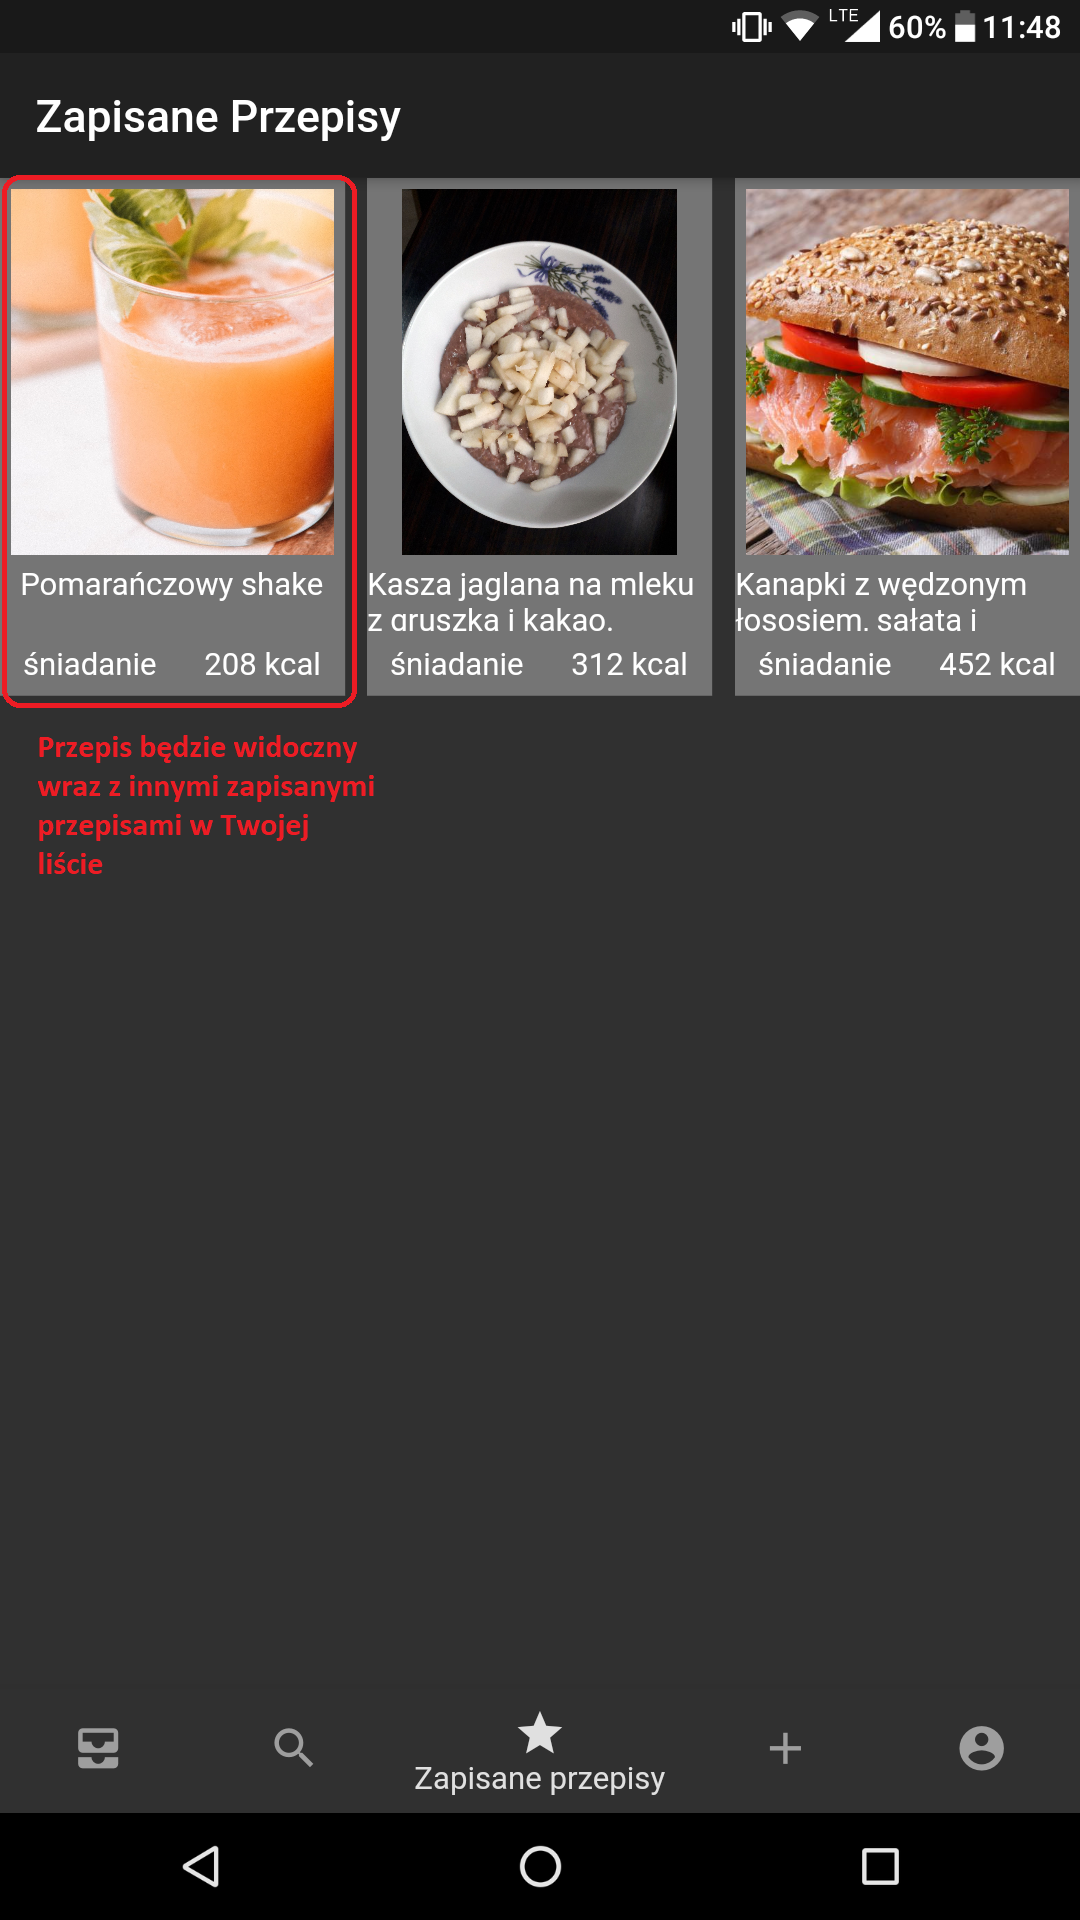 LTE 60% 11:48
Zapisane Przepisy
Pomarańczowy shake
śniadanie 208 kcal
Kasza jaglana na mleku
z gruszka i kakao.
śniadanie 312 kcal
Kanapki z wędzonym
łososiem. sałata i
śniadanie 452 kcal
Przepis będzie widoczny
wraz z innymi zapisanymi
przepisami w Twojej
liście
Zapisane przepisy